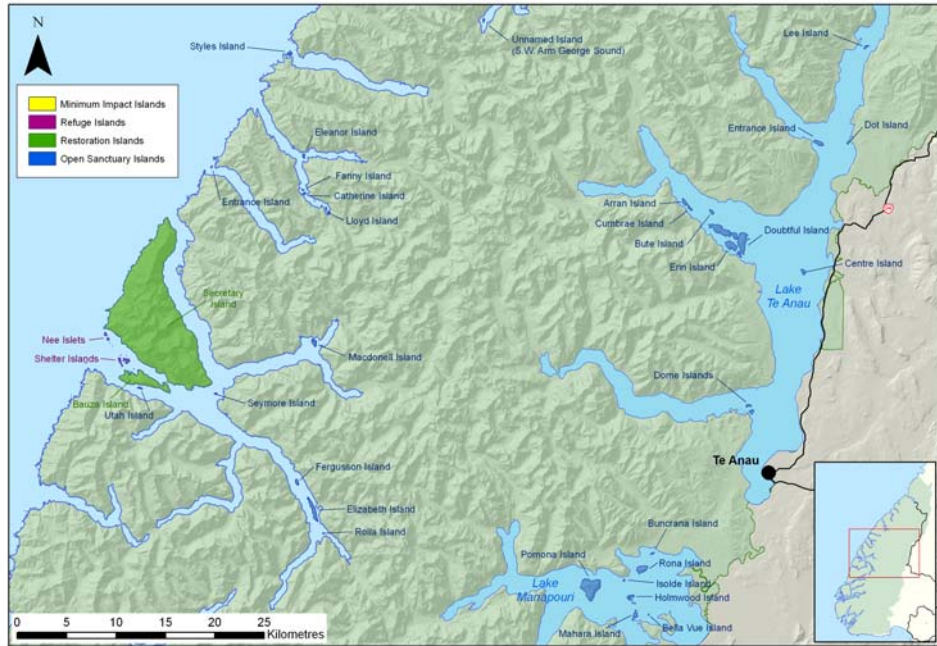 N
Minimum Impact Islands
Refuge Islands
Restoration Islands
Open Sanctuary Islands
Styles Island
Unnamed Island
(S.W. Arm George Sound)
Lee Island
Eleanor Island
Entrance Island
Dot Island
Fanny Island
Catherine Island
Entrance Island
Lloyd Island
Arran Island
Cumbrae Island
Bute Island
Doubtful Island
Erin Island
Centre Island
Lake
Te Anau
Secretary
Island
Nee Islets
Shelter Islands
Macdonell Island
Bauza Island
Utah Island
Seymore Island
Dome Islands
Te Anau
Fergusson Island
Elizabeth Island
Rolla Island
Buncrana Island
Pomona Island
Rona Island
Lake
Manapouri
Isolde Island
Holmwood Island
Mahara Island
Bella Vue Island
0 5 10 15 20 25
Kilometres